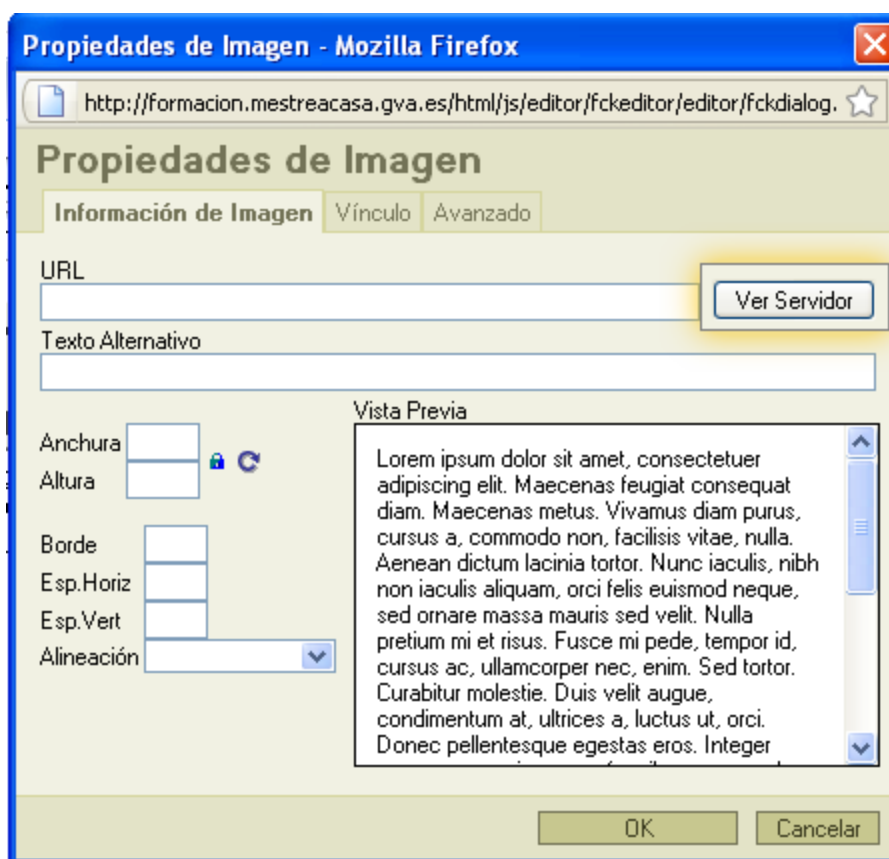 Propiedades de Imagen - Mozilla Firefox
http://formacion.mestreacasa.gva.es/html/js/editor/fckeditor/editor/fckdialog.
Propiedades de Imagen
Información de Imagen Vínculo Avanzado
URL
Ver Servidor
Texto Alternativo
Vista Previa
Anchura
Altura
Borde
Esp.Horiz
Esp.Vert
Alineación
Lorem ipsum dolor sit amet, consectetuer
adipiscing elit. Maecenas feugiat consequat
diam. Maecenas metus. Vivamus diam purus,
cursus a, commodo non, facilisis vitae, nulla.
Aenean dictum lacinia tortor. Nunc iaculis, nibh
non iaculis aliquam, orci felis euismod neque,
sed ornare massa mauris sed velit. Nulla
pretium mi et risus. Fusce mi pede, tempor id,
cursus ac, ullamcorper nec, enim. Sed tortor.
Curabitur molestie. Duis velit augue,
condimentum at, ultrices a, luctus ut, orci.
Donec pellentesque egestas eros. Integer
OK Cancelar